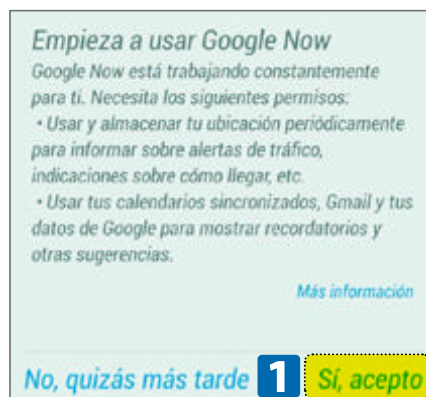 Empieza a usar Google Now
Google Now está trabajando constantemente
para ti. Necesita los siguientes permisos:
• Usar y almacenar tu ubicación periódicamente
para informar sobre alertas de tráfico,
indicaciones sobre cómo llegar, etc.
• Usar tus calendarios sincronizados, Gmail y tus
datos de Google para mostrar recordatorios y
otras sugerencias.
Más información
No, quizás más tarde 1 Sí, acepto